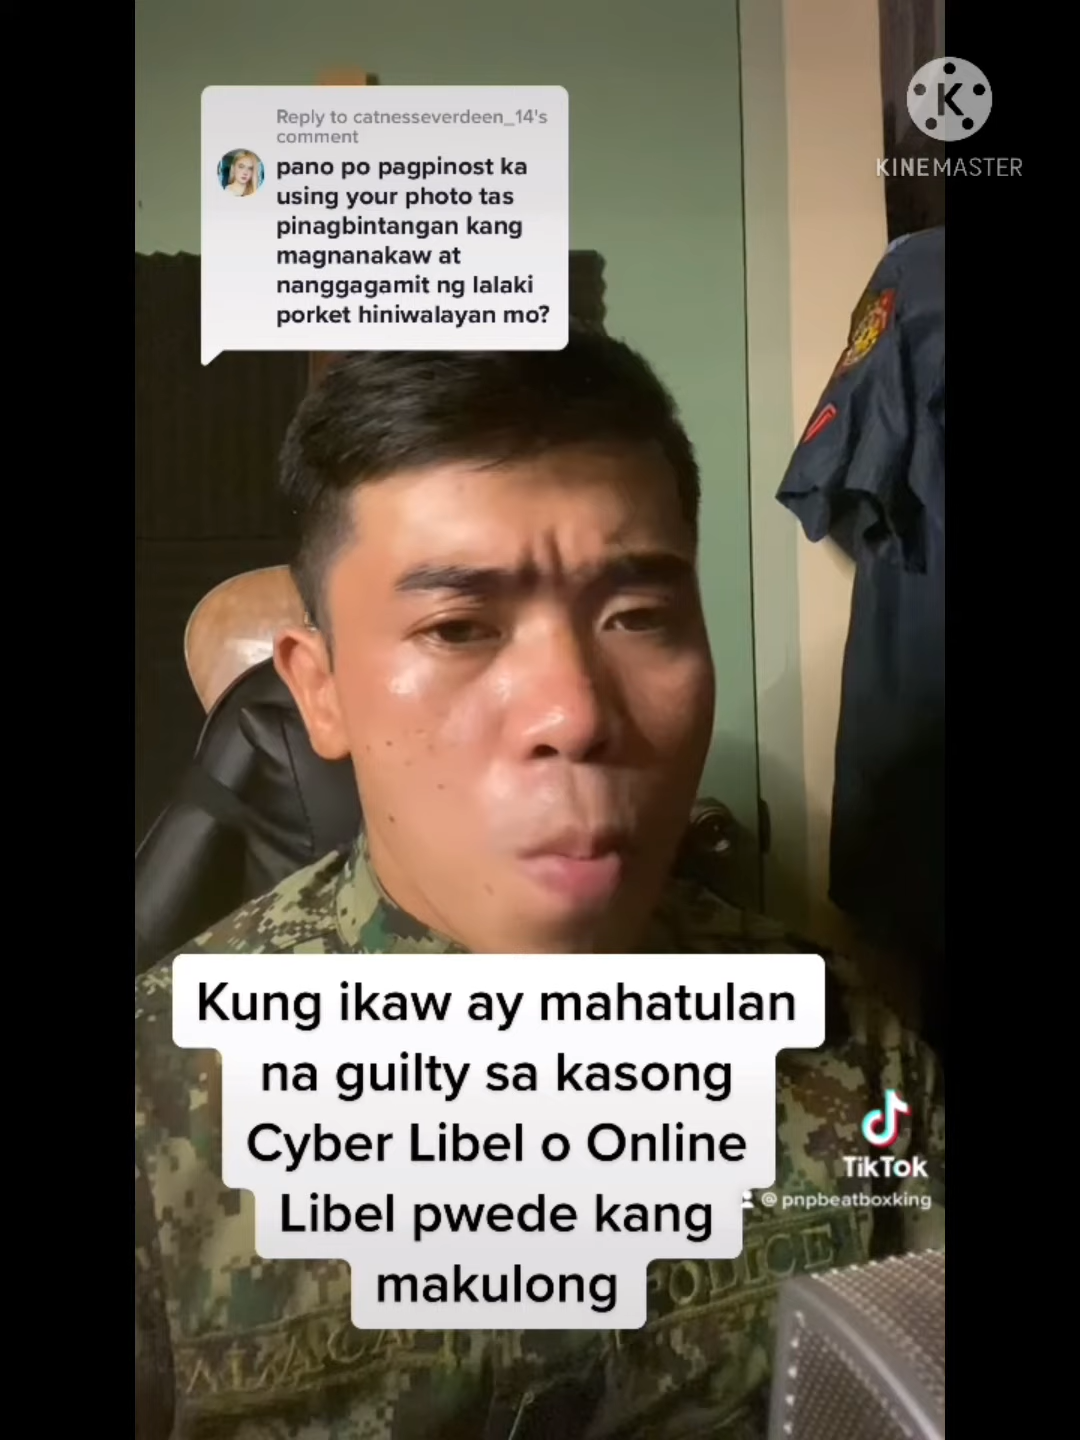 Reply to catnesseverdeen_14's
comment
pano po pagpinost ka
using your photo tas
pinagbintangan kang
magnanakaw at
nanggagamit ng lalaki
porket hiniwalayan mo?
K
KINEMASTER
Kung ikaw ay mahatulan
na guilty sa kasong
Cyber Libel o Online
Libel pwede kang
makulong
TikTok
@pnpbeatboxking
POLICE